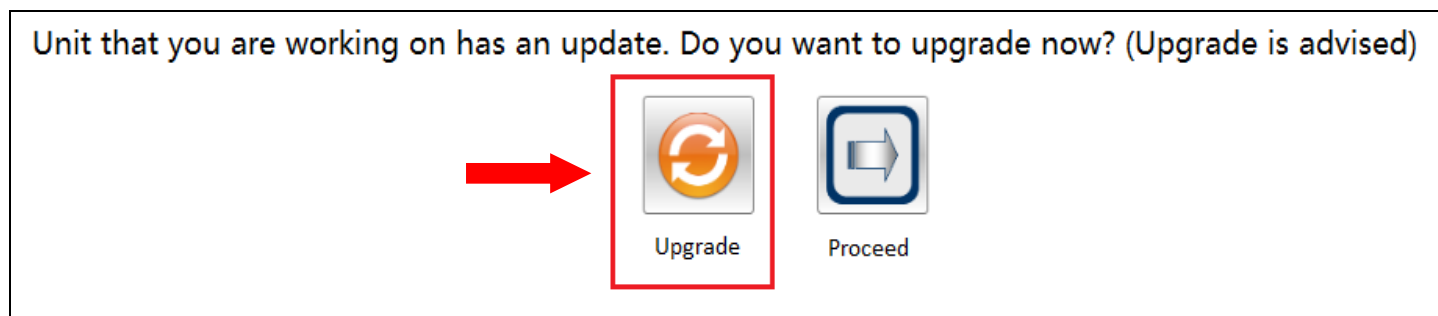 Unit that you are working on has an update. Do you want to upgrade now? (Upgrade is advised)
Upgrade
Proceed